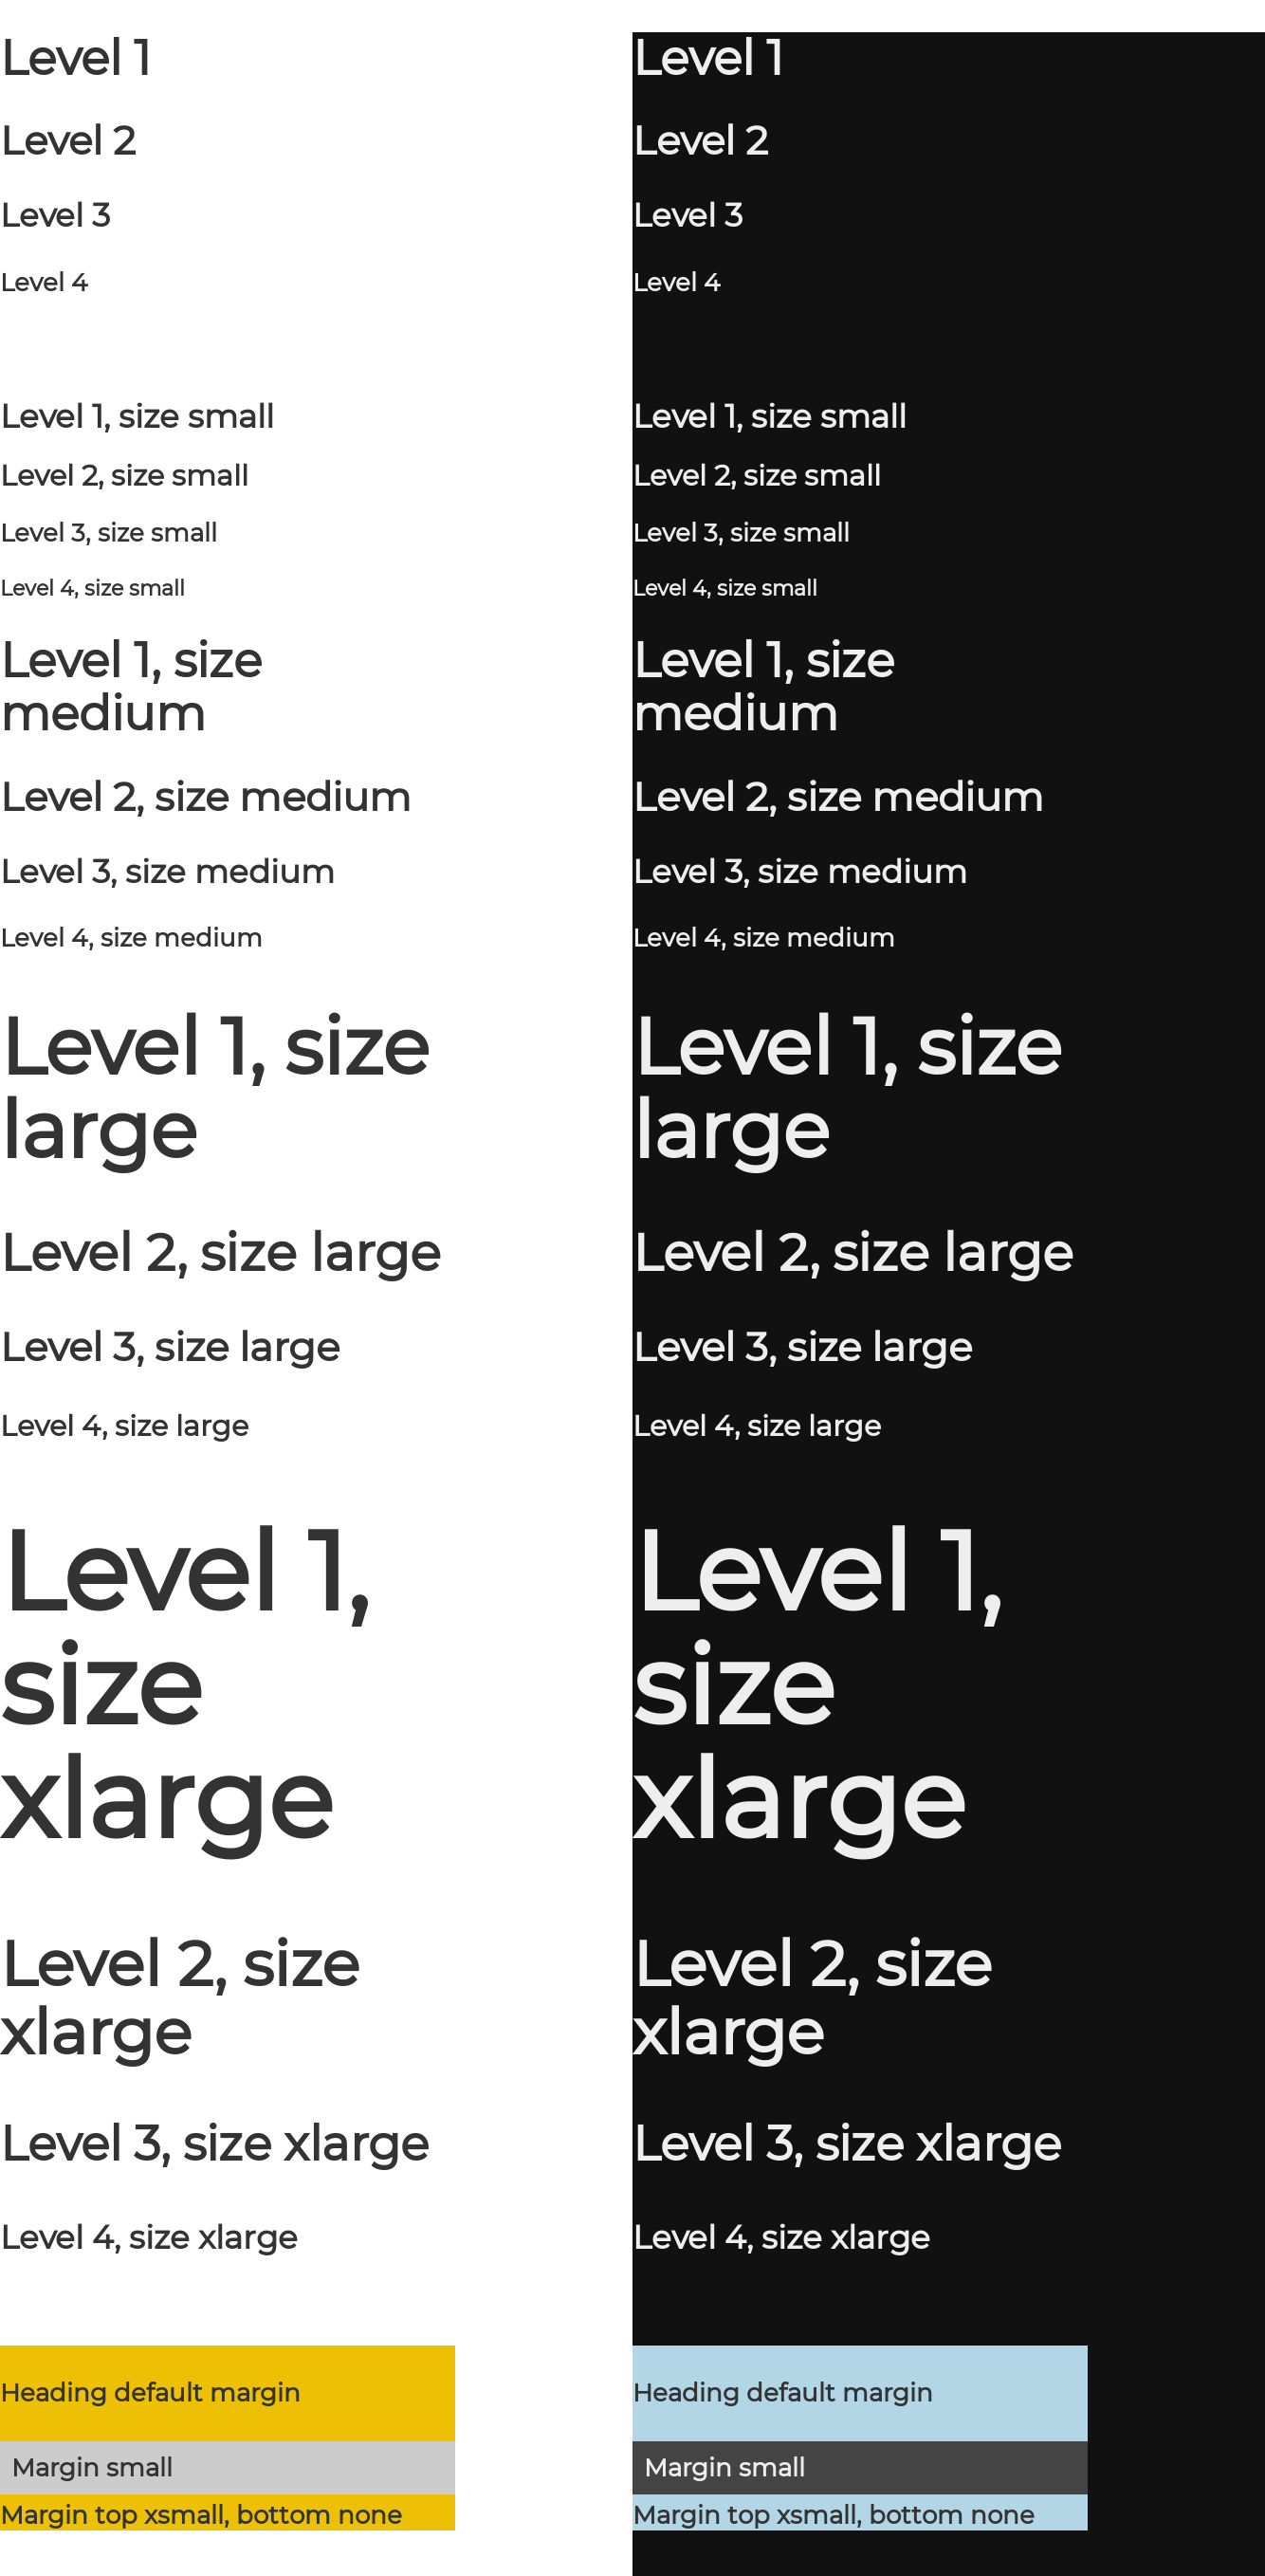 Level 1
Level 2
Level 3
Level 4
Level 1, size small
Level 2, size small
Level 3, size small
Level 4, size small
Level 1, size
medium
Level 2, size medium
Level 3, size medium
Level 4, size medium
Level 1, size
large
Level 2, size large
Level 3, size large
Level 4, size large
Level 1,
size
xlarge
Level 2, size
xlarge
Level 3, size xlarge
Level 4, size xlarge
Heading default margin
Margin small
Margin top xsmall, bottom none
Level 1
Level 2
Level 3
Level 4
Level 1, size small
Level 2, size small
Level 3, size small
Level 4, size small
Level 1, size
medium
Level 2, size medium
Level 3, size medium
Level 4, size medium
Level 1, size
large
Level 2, size large
Level 3, size large
Level 4, size large
Level 1,
size
xlarge
Level 2, size
xlarge
Level 3, size xlarge
Level 4, size xlarge
Heading default margin
Margin small
Margin top xsmall, bottom none